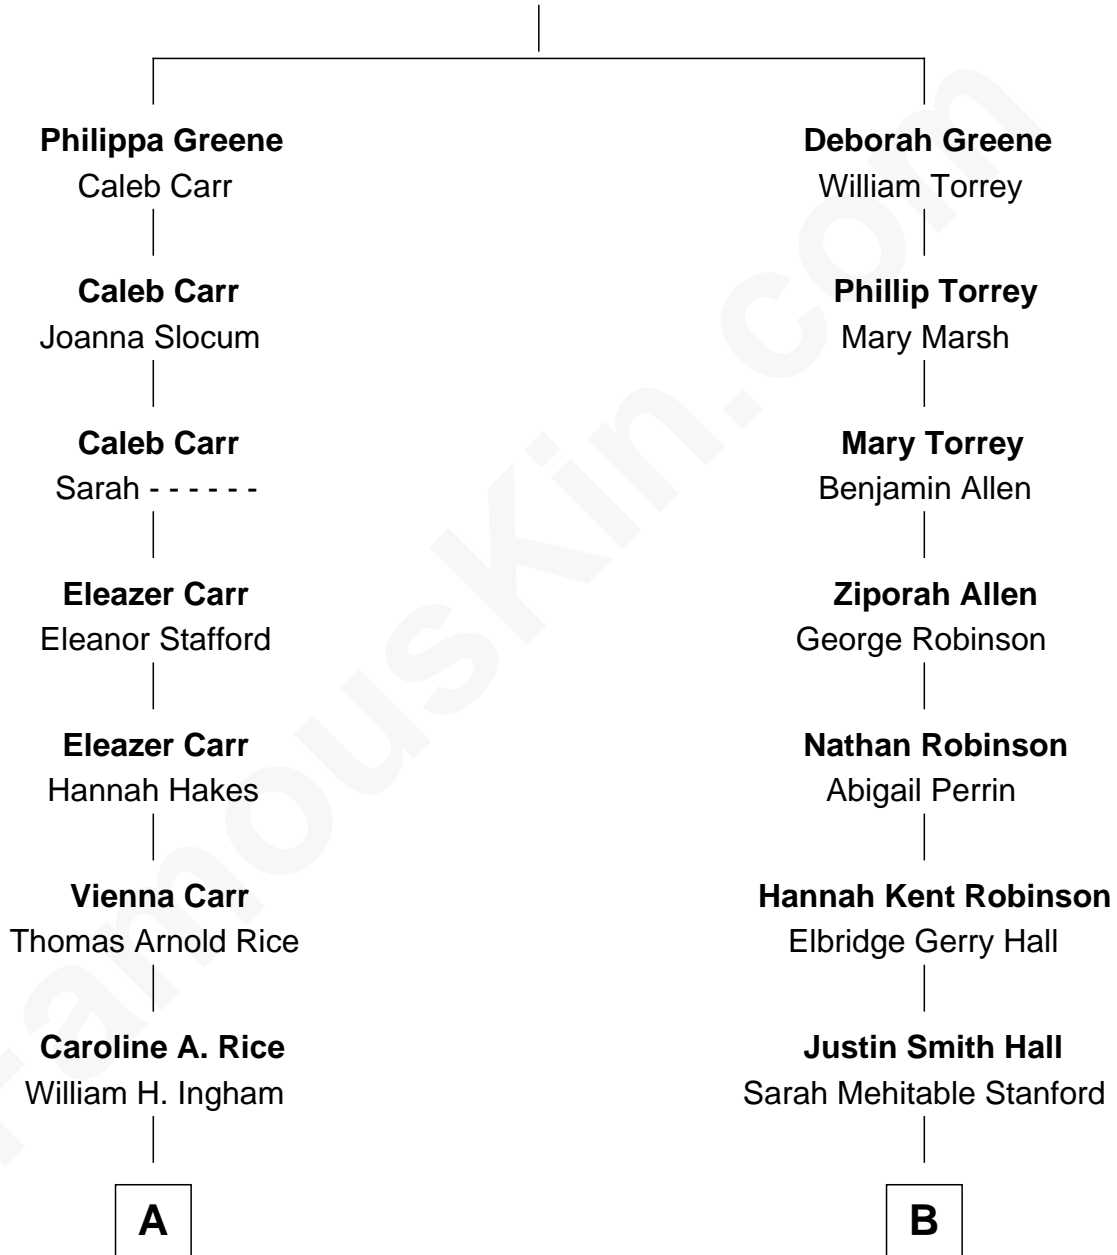 Philippa Greene
Caleb Carr
Caleb Carr
Joanna Slocum
Caleb Carr
Sarah - - - - - -
Eleazer Carr
Eleanor Stafford
Eleazer Carr
Hannah Hakes
Vienna Carr
Thomas Arnold Rice
Caroline A. Rice
William H. Ingham
A
Deborah Greene
William Torrey
Phillip Torrey
Mary Marsh
Mary Torrey
Benjamin Allen
Ziporah Allen
George Robinson
Nathan Robinson
Abigail Perrin
Hannah Kent Robinson
Elbridge Gerry Hall
Justin Smith Hall
Sarah Mehitable Stanford
B
FamousKin.com